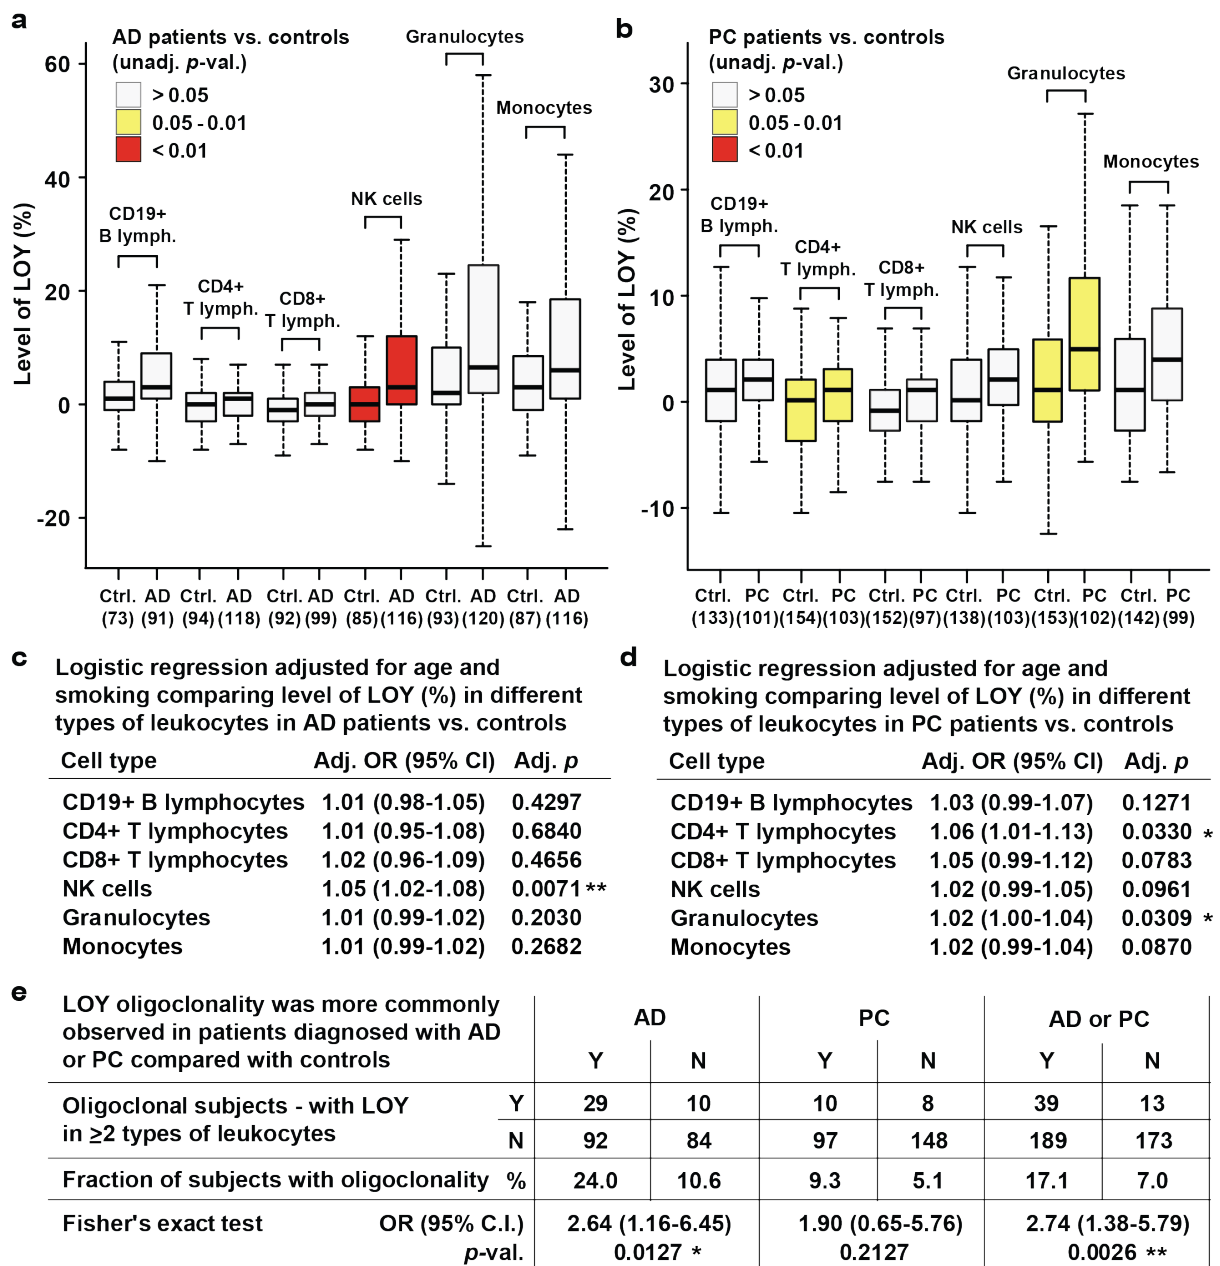 a
AD patients vs. controls
(unadj. p-val.)
> 0.05
0.05 - 0.01
< 0.01
Level of LOY (%)
60
40
20
0
-20
CD19+
B lymph.
CD4+
T lymph.
CD8+
T lymph.
NK cells
Granulocytes
Monocytes
Ctrl. AD Ctrl. AD Ctrl. AD Ctrl. AD Ctrl. AD Ctrl. AD
(73) (91) (94) (118) (92) (99) (85) (116) (93) (120) (87) (116)
b
PC patients vs. controls
(unadj. p-val.)
> 0.05
0.05 - 0.01
< 0.01
Level of LOY (%)
30
20
10
0
-10
CD19+
B lymph.
CD4+
T lymph.
CD8+
T lymph.
NK cells
Granulocytes
Monocytes
Ctrl. PC Ctrl. PC Ctrl. PC Ctrl. PC Ctrl. PC Ctrl. PC
(133) (101) (154) (103) (152) (97) (138) (103) (153) (102) (142) (99)
c
Logistic regression adjusted for age and
smoking comparing level of LOY (%) in different
types of leukocytes in AD patients vs. controls
Cell type Adj. OR (95% CI) Adj. p
CD19+ B lymphocytes 1.01 (0.98-1.05) 0.4297
CD4+ T lymphocytes 1.01 (0.95-1.08) 0.6840
CD8+ T lymphocytes 1.02 (0.96-1.09) 0.4656
NK cells 1.05 (1.02-1.08) 0.0071 **
Granulocytes 1.01 (0.99-1.02) 0.2030
Monocytes 1.01 (0.99-1.02) 0.2682
d
Logistic regression adjusted for age and
smoking comparing level of LOY (%) in different
types of leukocytes in PC patients vs. controls
Cell type Adj. OR (95% CI) Adj. p
CD19+ B lymphocytes 1.03 (0.99-1.07) 0.1271
CD4+ T lymphocytes 1.06 (1.01-1.13) 0.0330 *
CD8+ T lymphocytes 1.05 (0.99-1.12) 0.0783
NK cells 1.02 (0.99-1.05) 0.0961
Granulocytes 1.02 (1.00-1.04) 0.0309 *
Monocytes 1.02 (0.99-1.04) 0.0870
e
LOY oligoclonality was more commonly
observed in patients diagnosed with AD
or PC compared with controls
AD PC AD or PC
Y N Y N Y N
Oligoclonal subjects - with LOY
in ≥2 types of leukocytes
Y 29 10 10 8 39 13
N 92 84 97 148 189 173
Fraction of subjects with oligoclonality % 24.0 10.6 9.3 5.1 17.1 7.0
Fisher's exact test OR (95% C.I.) 2.64 (1.16-6.45) 1.90 (0.65-5.76) 2.74 (1.38-5.79)
p-val. 0.0127 * 0.2127 0.0026 **